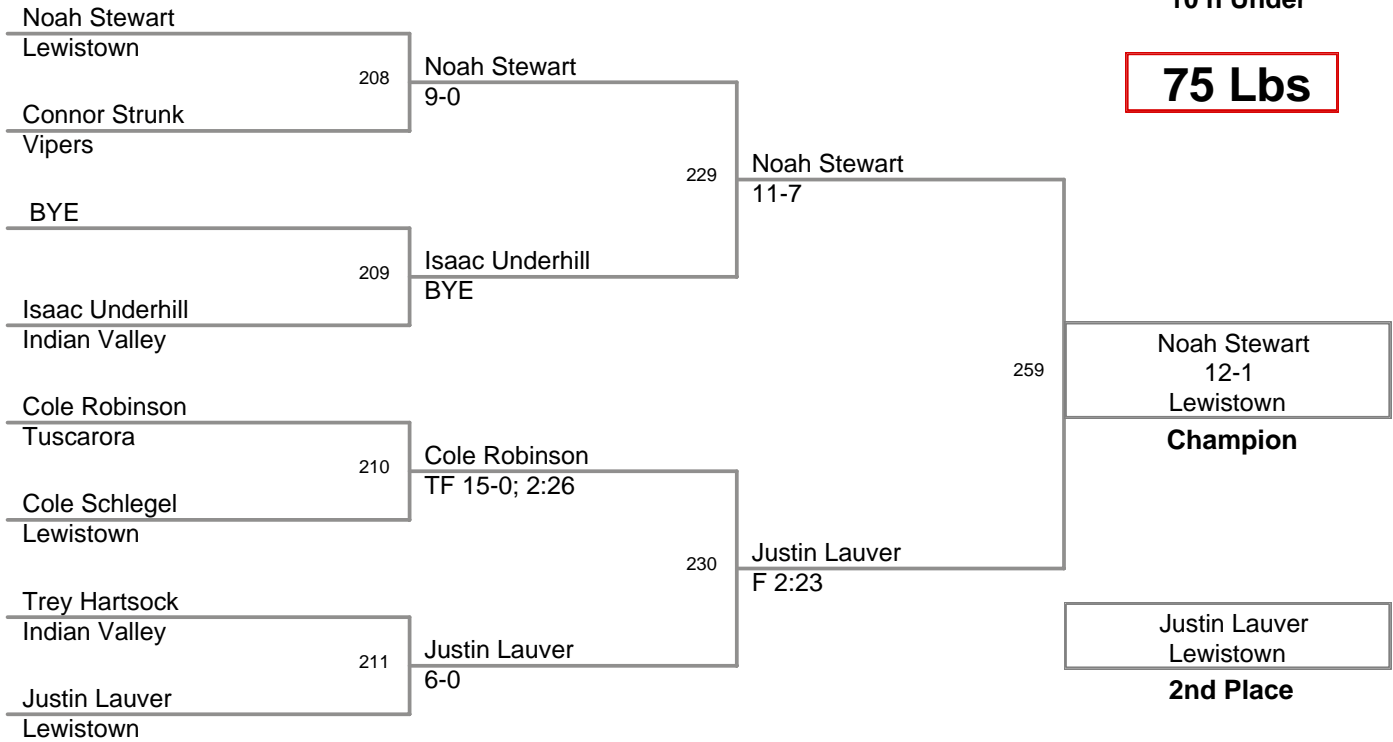 10 n Under
75 Lbs
Noah Stewart
Lewistown
208
Connor Strunk
Vipers
BYE
209
Isaac Underhill
Indian Valley
Cole Robinson
Tuscarora
210
Cole Schlegel
Lewistown
Trey Hartsock
Indian Valley
211
Justin Lauver
Lewistown
Noah Stewart
9-0
229
Isaac Underhill
BYE
Cole Robinson
TF 15-0; 2:26
230
Justin Lauver
6-0
Noah Stewart
11-7
259
Justin Lauver
F 2:23
Noah Stewart
12-1
Lewistown
Champion
Justin Lauver
Lewistown
2nd Place